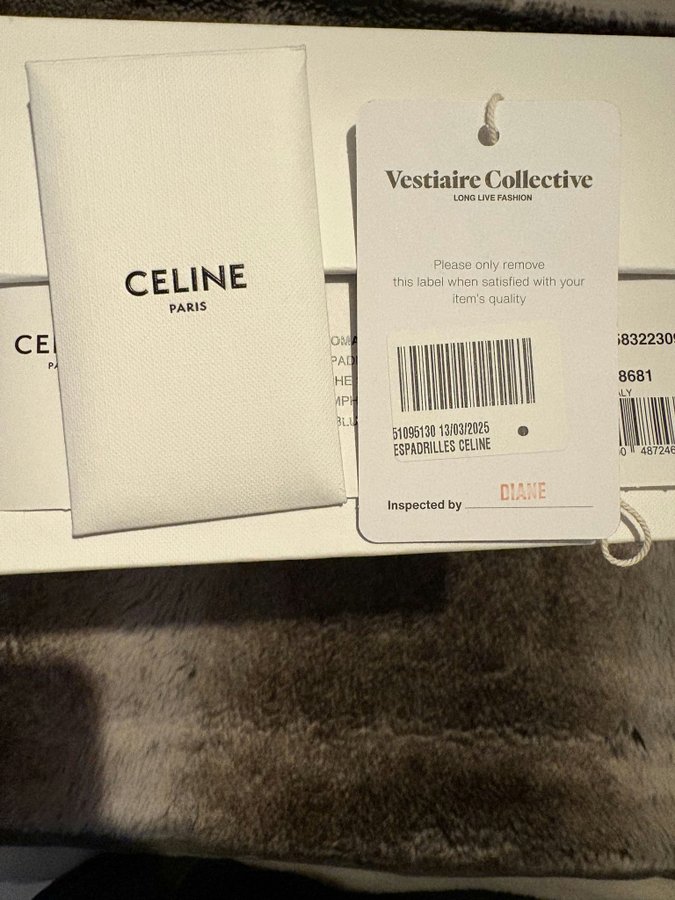 CELINE
PARIS
Vestiaire Collective
LONG LIVE FASHION
Please only remove
this label when satisfied with your
item's quality
51095130 13/03/2025
ESPADRILLES CELINE
Inspected by DIANE
8681